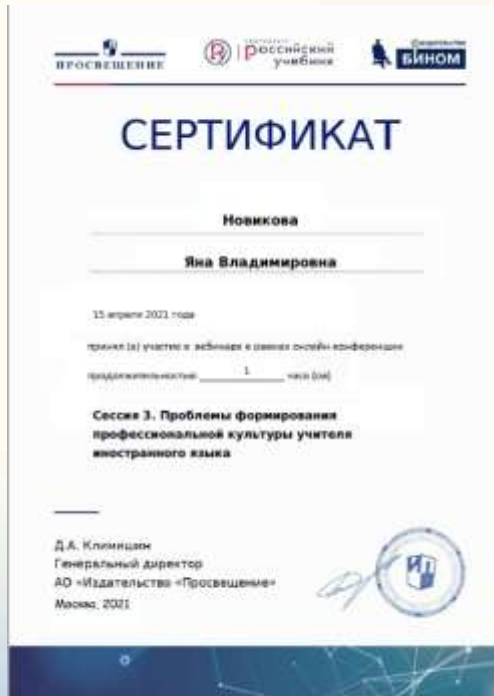 ПРОСВЕЩЕНИЕ
российский
учебник
БИНОМ
СЕРТИФИКАТ
Новикова
Яна Владимировна
15 апреля 2021 года
принял (а) участие в вебинаре в рамках онлайн-конференции
продолжительностью 1 часа (ов)
Сессия 3. Проблемы формирования
профессиональной культуры учителя
иностранного языка
Д.А. Климишин
Генеральный директор
АО «Издательство «Просвещение»
Москва, 2021